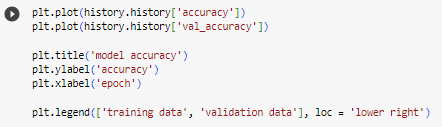 plt.plot(history.history['accuracy'])
plt.plot(history.history['val_accuracy'])
plt.title('model accuracy')
plt.ylabel('accuracy')
plt.xlabel('epoch')
plt.legend(['training data', 'validation data'], loc = 'lower right')